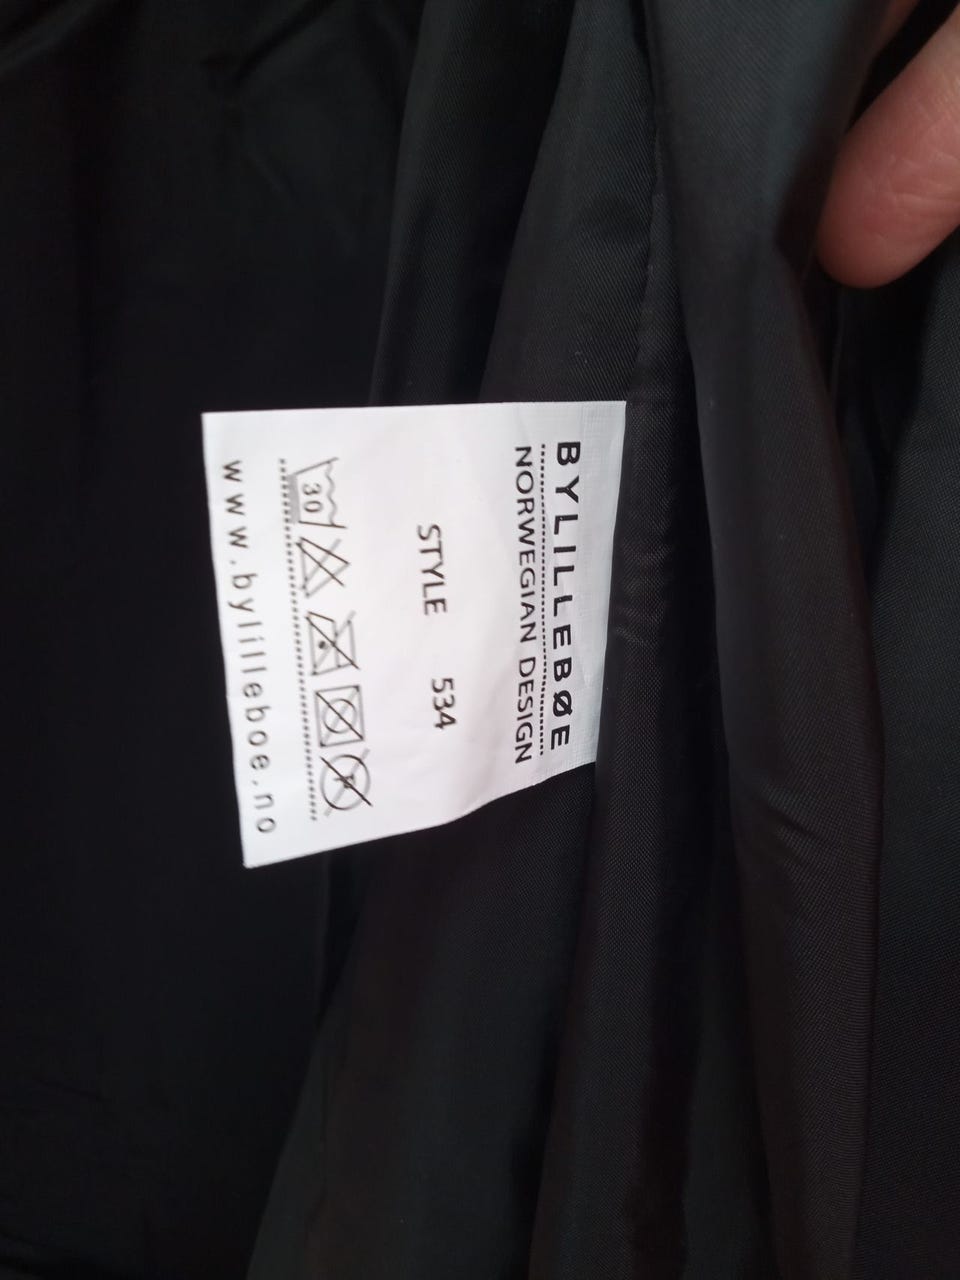 BYLILLEBØE
NORWEGIAN DESIGN
STYLE 534
30
www.bylilleboe.no